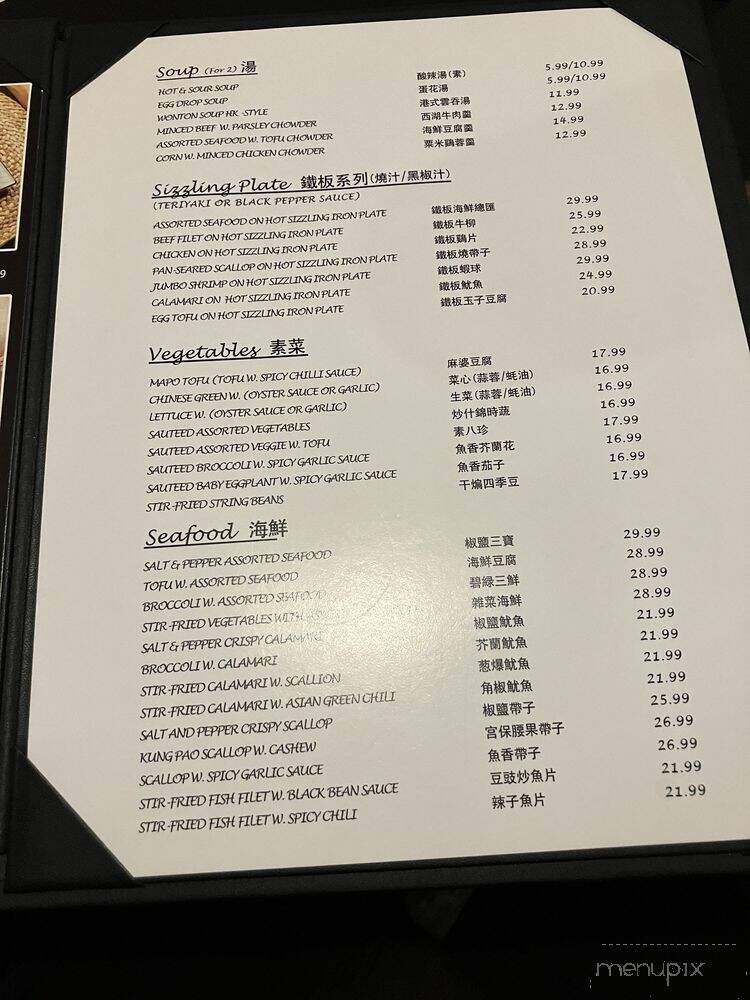 Soup (For 2) 湯
HOT & SOUR SOUP 酸辣湯(素) 5.99/10.99
EGG DROP SOUP 蛋花湯 5.99/10.99
WONTON SOUP HK.-STYLE 港式雲吞湯 11.99
MINCED BEEF W. PARSLEY CHOWDER 西湖牛肉羹 12.99
ASSORTED SEAFOOD W. TOFU CHOWDER 海鮮豆腐羹 14.99
CORN W. MINCED CHICKEN CHOWDER 粟米鷄蓉羹 12.99
Sizzling Plate 鐵板系列(燒汁/黑椒汁)
(TERIYAKI OR BLACK PEPPER SAUCE)
ASSORTED SEAFOOD ON HOT SIZZLING IRON PLATE 鐵板海鮮總匯 29.99
BEEF FILET ON HOT SIZZLING IRON PLATE 鐵板牛柳 25.99
CHICKEN ON HOT SIZZLING IRON PLATE 鐵板鷄片 22.99
PAN-SEARED SCALLOP ON HOT SIZZLING IRON PLATE 鐵板燒帶子 28.99
JUMBO SHRIMP ON HOT SIZZLING IRON PLATE 鐵板蝦球 29.99
CALAMARI ON HOT SIZZLING IRON PLATE 鐵板魷魚 24.99
EGG TOFU ON HOT SIZZLING IRON PLATE 鐵板玉子豆腐 20.99
Vegetables 素菜
MAPO TOFU (TOFU W. SPICY CHILLI SAUCE) 麻婆豆腐 17.99
CHINESE GREEN W. (OYSTER SAUCE OR GARLIC) 菜心(蒜蓉/蚝油) 16.99
LETTUCE W. (OYSTER SAUCE OR GARLIC) 生菜(蒜蓉/蚝油) 16.99
SAUTEED ASSORTED VEGETABLES 炒什錦時蔬 16.99
SAUTEED ASSORTED VEGGIE W. TOFU 素八珍 17.99
SAUTEED BROCCOLI W. SPICY GARLIC SAUCE 魚香芥蘭花 16.99
SAUTEED BABY EGGPLANT W. SPICY GARLIC SAUCE 魚香茄子 16.99
STIR-FRIED STRING BEANS 干煸四季豆 17.99
Seafood 海鮮
SALT & PEPPER ASSORTED SEAFOOD 椒鹽三寶 29.99
TOFU W. ASSORTED SEAFOOD 海鮮豆腐 28.99
BROCCOLI W. ASSORTED SEAFOOD 碧綠三鮮 28.99
STIR-FRIED VEGETABLES WITH 雜菜海鮮 28.99
SALT & PEPPER CRISPY CALAMARI 椒鹽魷魚 21.99
BROCCOLI W. CALAMARI 芥蘭魷魚 21.99
STIR-FRIED CALAMARI W. SCALLION 葱爆魷魚 21.99
STIR-FRIED CALAMARI W. ASIAN GREEN CHILI 角椒魷魚 21.99
SALT AND PEPPER CRISPY SCALLOP 椒鹽帶子 25.99
KUNG PAO SCALLOP W. CASHEW 宮保腰果帶子 26.99
SCALLOP W. SPICY GARLIC SAUCE 魚香帶子 26.99
STIR-FRIED FISH FILET W. BLACK BEAN SAUCE 豆豉炒魚片 21.99
STIR-FRIED FISH FILET W. SPICY CHILI 辣子魚片 21.99
9
menupix